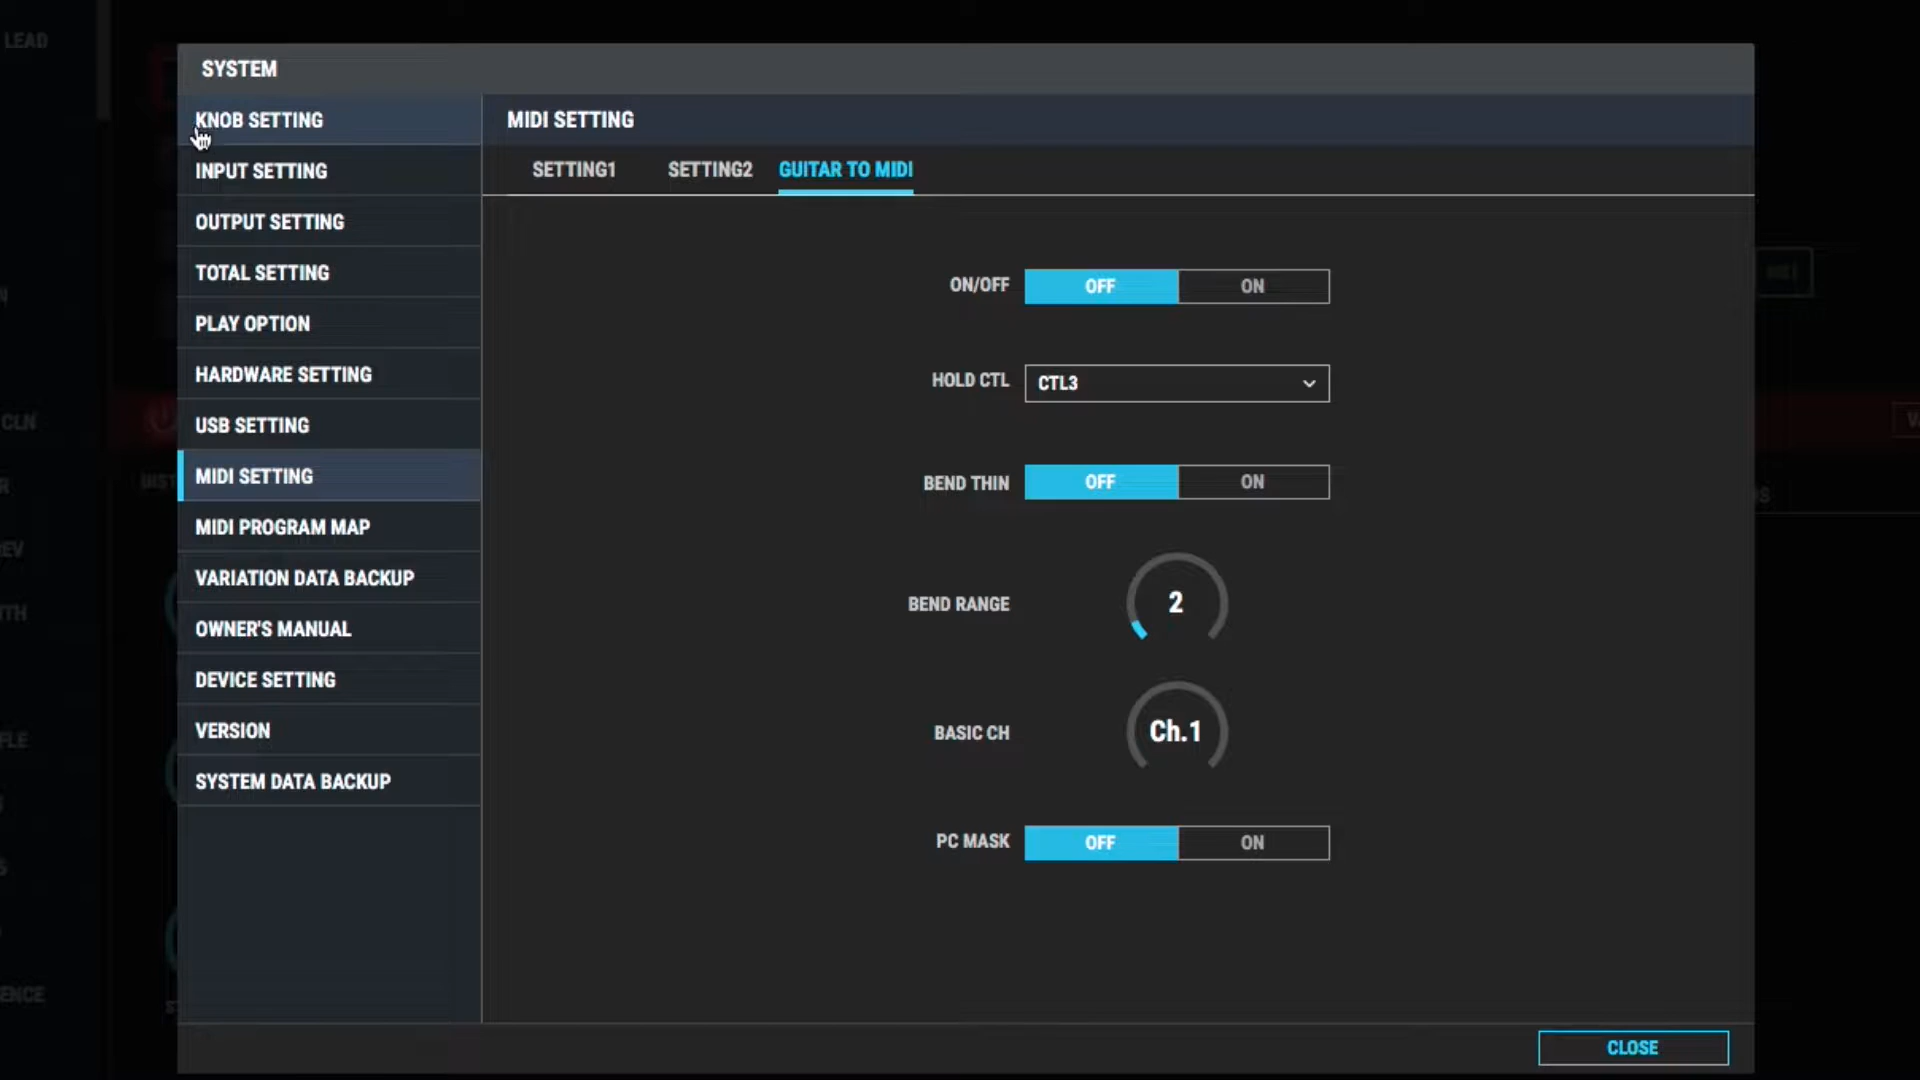 LEAD
SYSTEM
KNOB SETTING
INPUT SETTING
OUTPUT SETTING
TOTAL SETTING
PLAY OPTION
HARDWARE SETTING
USB SETTING
MIDI SETTING
MIDI PROGRAM MAP
VARIATION DATA BACKUP
OWNER'S MANUAL
DEVICE SETTING
VERSION
SYSTEM DATA BACKUP
MIDI SETTING
SETTING1 SETTING2 GUITAR TO MIDI
ON/OFF OFF ON
HOLD CTL CTL3
BEND THIN OFF ON
BEND RANGE 2
BASIC CH Ch.1
PC MASK OFF ON
CLOSE
CLN
ENCE